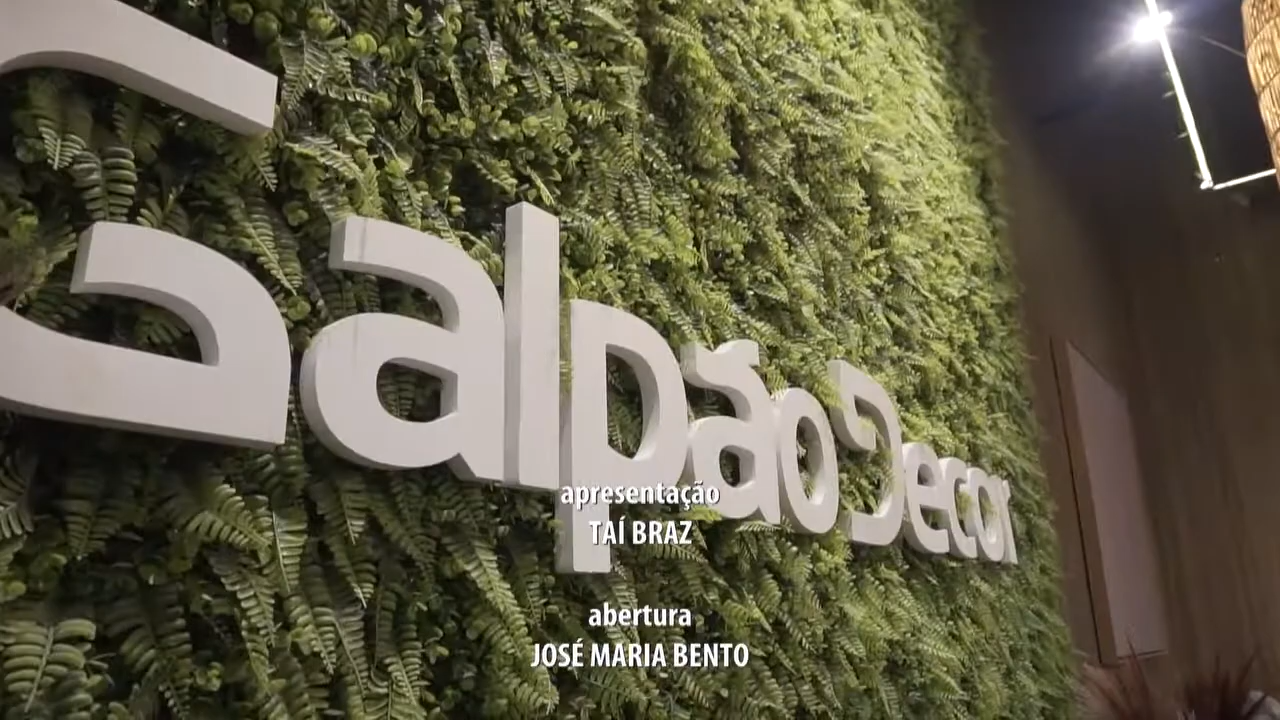 Galpão Decor
apresentação
TAÍ BRAZ
abertura
JOSÉ MARIA BENTO